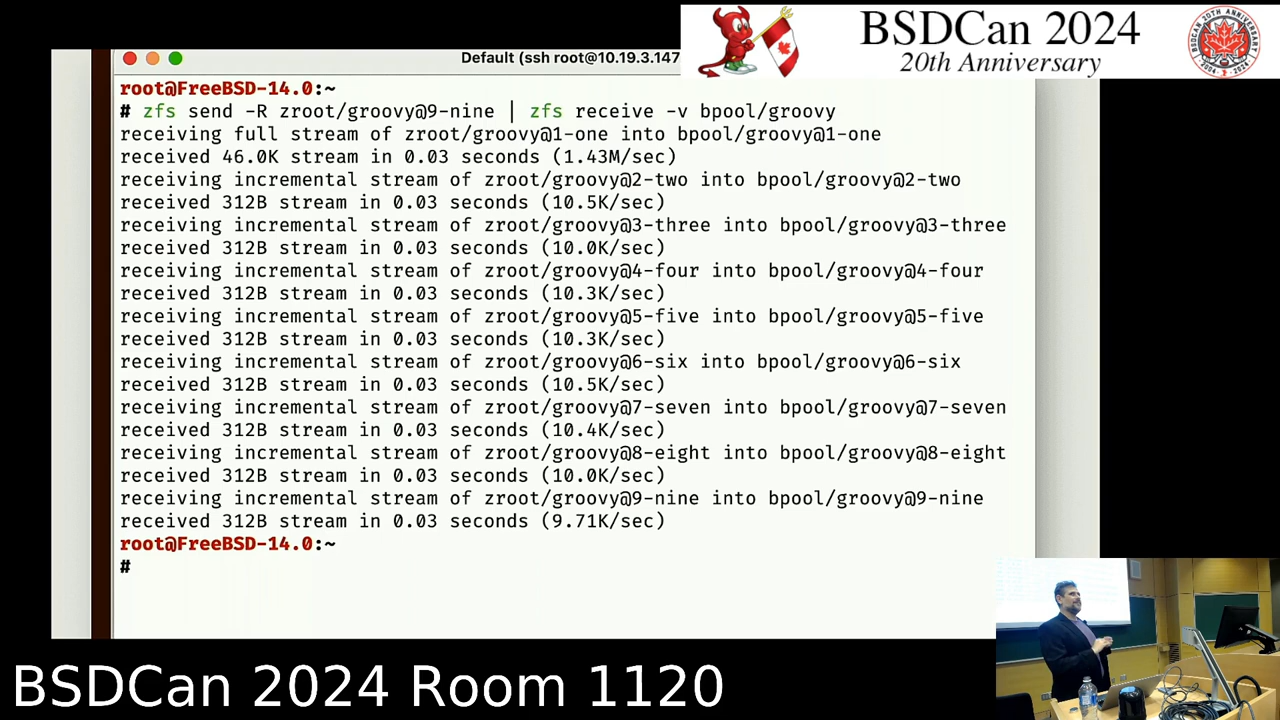 BSDCan 2024
20th Anniversary
Default (ssh root@10.19.3.147
root@FreeBSD-14.0:~
# zfs send -R zroot/groovy@9-nine | zfs receive -v bpool/groovy
receiving full stream of zroot/groovy@1-one into bpool/groovy@1-one
received 46.0K stream in 0.03 seconds (1.43M/sec)
receiving incremental stream of zroot/groovy@2-two into bpool/groovy@2-two
received 312B stream in 0.03 seconds (10.5K/sec)
receiving incremental stream of zroot/groovy@3-three into bpool/groovy@3-three
received 312B stream in 0.03 seconds (10.0K/sec)
receiving incremental stream of zroot/groovy@4-four into bpool/groovy@4-four
received 312B stream in 0.03 seconds (10.3K/sec)
receiving incremental stream of zroot/groovy@5-five into bpool/groovy@5-five
received 312B stream in 0.03 seconds (10.3K/sec)
receiving incremental stream of zroot/groovy@6-six into bpool/groovy@6-six
received 312B stream in 0.03 seconds (10.5K/sec)
receiving incremental stream of zroot/groovy@7-seven into bpool/groovy@7-seven
received 312B stream in 0.03 seconds (10.4K/sec)
receiving incremental stream of zroot/groovy@8-eight into bpool/groovy@8-eight
received 312B stream in 0.03 seconds (10.0K/sec)
receiving incremental stream of zroot/groovy@9-nine into bpool/groovy@9-nine
received 312B stream in 0.03 seconds (9.71K/sec)
root@FreeBSD-14.0:~
#
BSDCan 2024 Room 1120